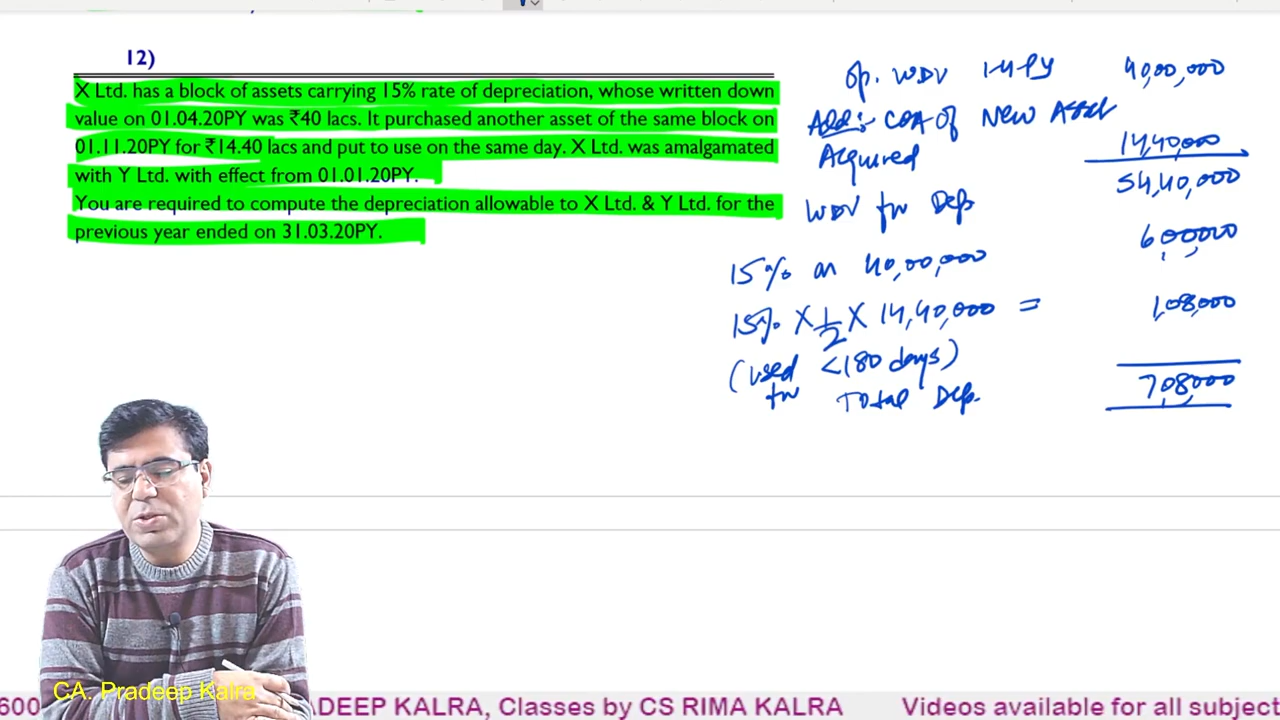 12)
X Ltd. has a block of assets carrying 15% rate of depreciation, whose written down
value on 01.04.20PY was ₹40 lacs. It purchased another asset of the same block on
01.11.20PY for ₹14.40 lacs and put to use on the same day. X Ltd. was amalgamated
with Y Ltd. with effect from 01.01.20PY.
You are required to compute the depreciation allowable to X Ltd. & Y Ltd. for the
previous year ended on 31.03.20PY.
Op. WDV 1-4-PY 40,00,000
Add:- Cost of New Asset
Acquired 14,40,000
54,40,000
WDV for Dep.
15% on 40,00,000 6,00,000
15% X 1/2 X 14,40,000 = 1,08,000
(used <180 days)
for
Total Dep. 7,08,000
CA. Pradeep Kalra
600 ADEEP KALRA, Classes by CS RIMA KALRA Videos available for all subject